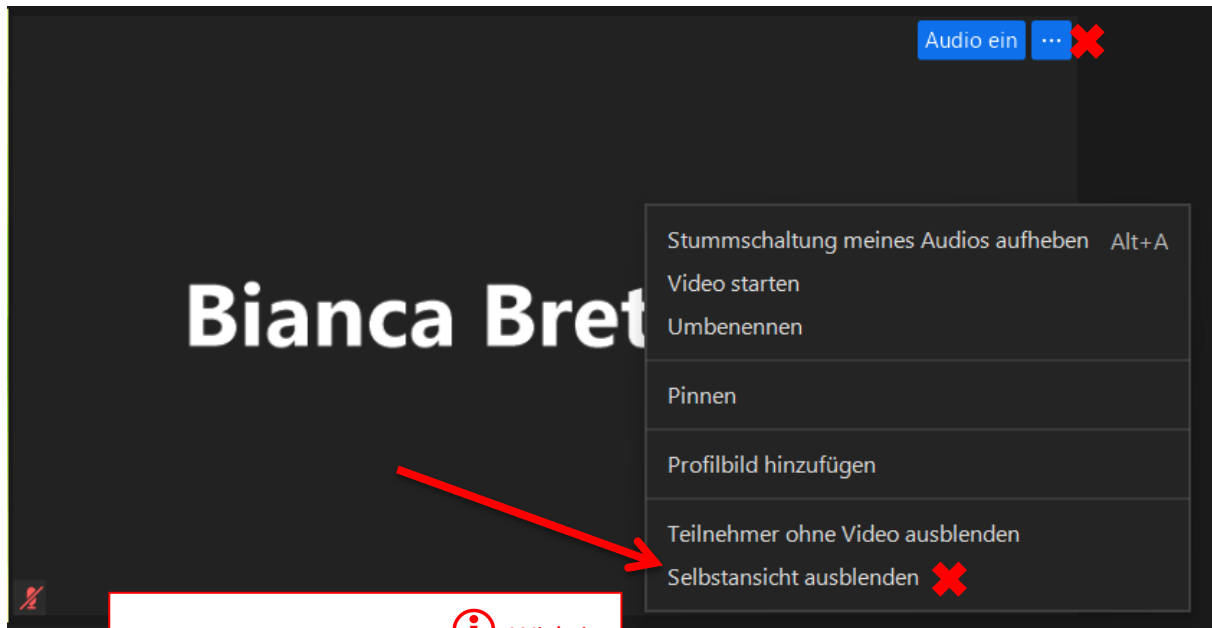 Audio ein ...
Stummschaltung meines Audios aufheben Alt+A
Video starten
Umbenennen
Bianca Bret
Pinnen
Profilbild hinzufügen
Teilnehmer ohne Video ausblenden
Selbstansicht ausblenden